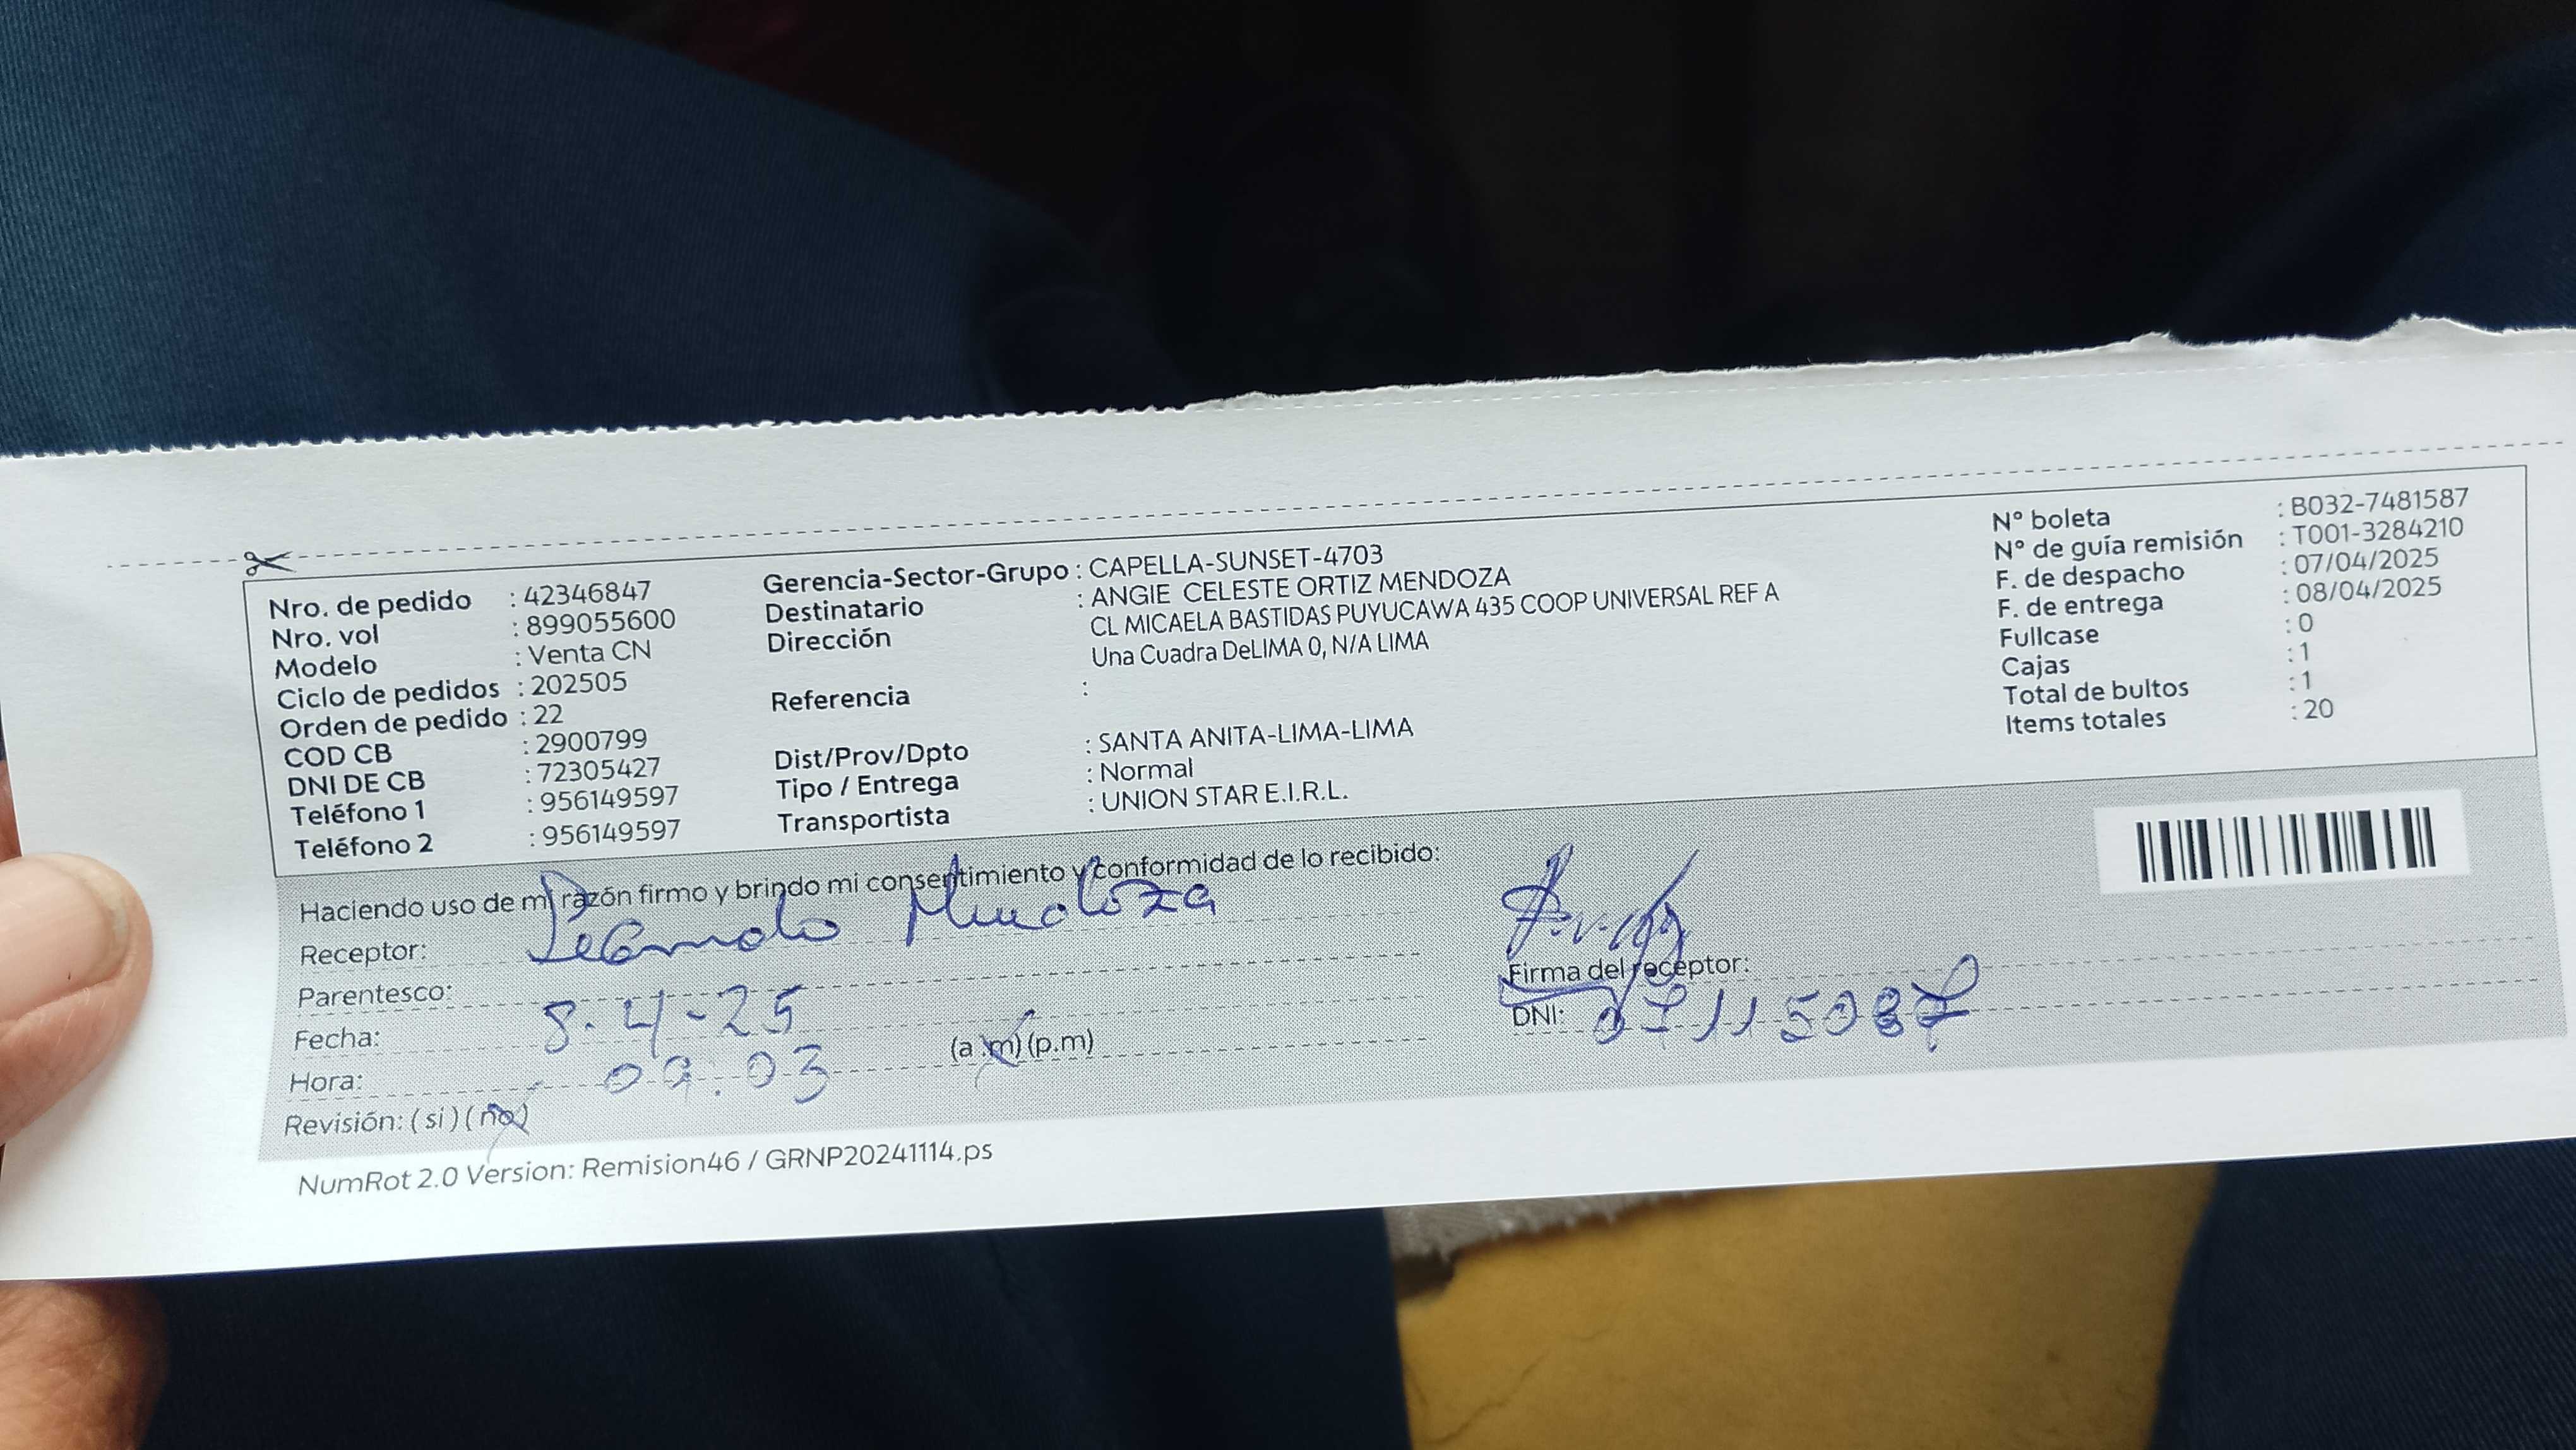 Nro. de pedido : 42346847
Nro. vol : 899055600
Modelo : Venta CN
Ciclo de pedidos : 202505
Orden de pedido : 22
COD CB : 2900799
DNI DE CB : 72305427
Teléfono 1 : 956149597
Teléfono 2 : 956149597
Gerencia-Sector-Grupo : CAPELLA-SUNSET-4703
Destinatario : ANGIE CELESTE ORTIZ MENDOZA
Dirección CL MICAELA BASTIDAS PUYUCAWA 435 COOP UNIVERSAL REF A
Una Cuadra DeLIMA 0, N/A LIMA
Referencia :
Dist/Prov/Dpto : SANTA ANITA-LIMA-LIMA
Tipo / Entrega : Normal
Transportista : UNION STAR E.I.R.L.
N° boleta : B032-7481587
N° de guía remisión : T001-3284210
F. de despacho : 07/04/2025
F. de entrega : 08/04/2025
Fullcase : 0
Cajas : 1
Total de bultos : 1
Items totales : 20
Haciendo uso de mi razón firmo y brindo mi consentimiento y conformidad de lo recibido:
Receptor: Mendoza
Parentesco:
Fecha: 8-4-25
Hora: 09:03 (a.m) (p.m)
Revisión: (si) (no)
Firma del receptor:
DNI:
NumRot 2.0 Version: Remision46 / GRNP20241114.ps